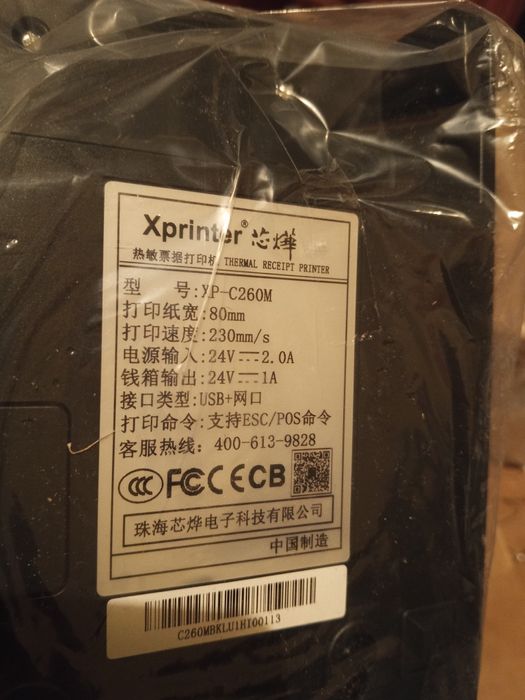 Xprinter® 芯烨
热敏票据打印机 THERMAL RECEIPT PRINTER
型 号:XP-C260M
打印纸宽:80mm
打印速度:230mm/s
电源输入:24V⎓2.0A
钱箱输出:24V⎓1A
接口类型:USB+网口
打印命令:支持ESC/POS命令
客服热线: 400-613-9828
CCC FC CE CB
珠海芯烨电子科技有限公司
中国制造
C260MBKLU1HI00113